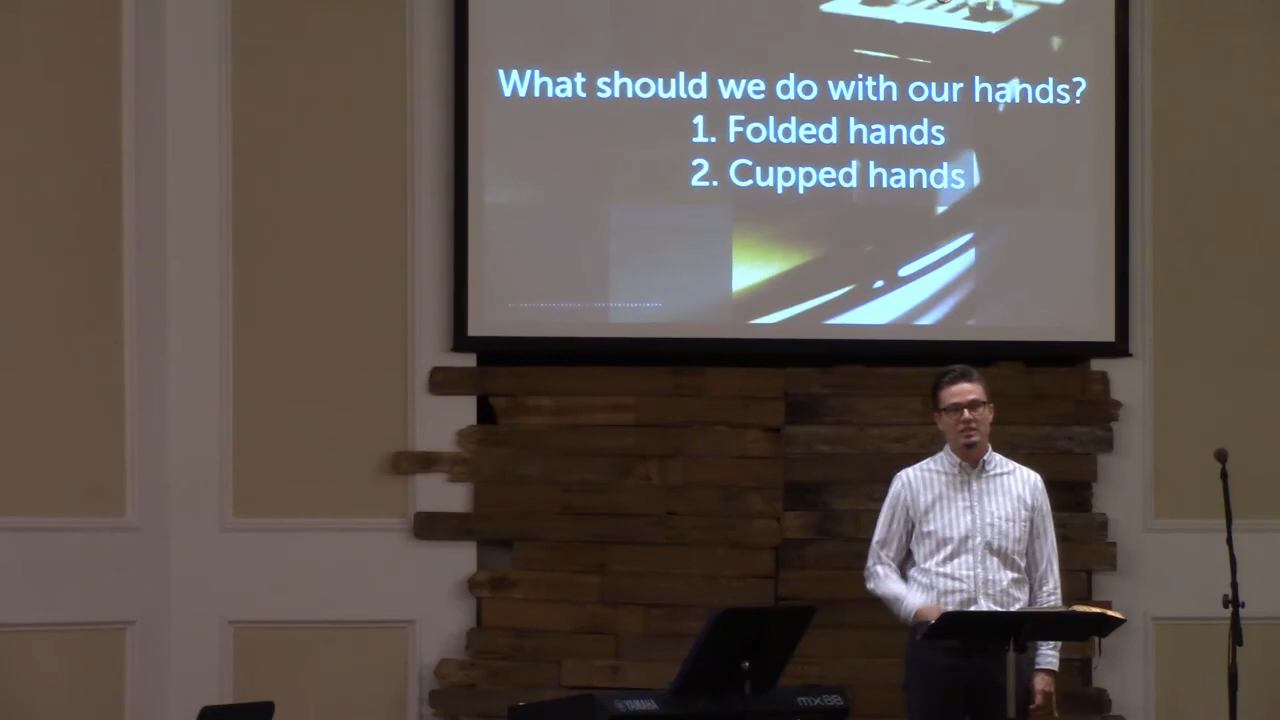 What should we do with our hands?
1. Folded hands
2. Cupped hands
YAMAHA MX88